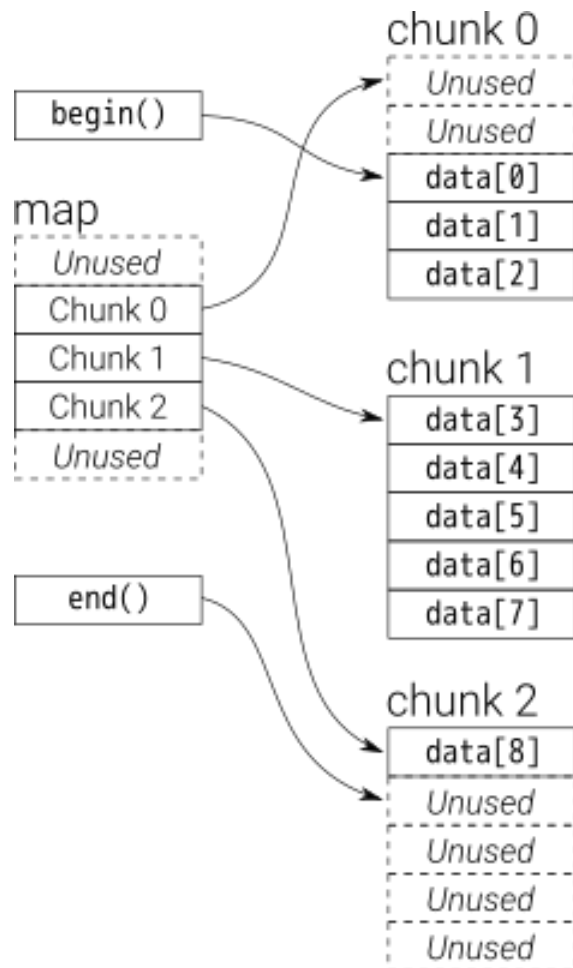 begin()
map
Unused
Chunk 0
Chunk 1
Chunk 2
Unused
end()
chunk 0
Unused
Unused
data[0]
data[1]
data[2]
chunk 1
data[3]
data[4]
data[5]
data[6]
data[7]
chunk 2
data[8]
Unused
Unused
Unused
Unused